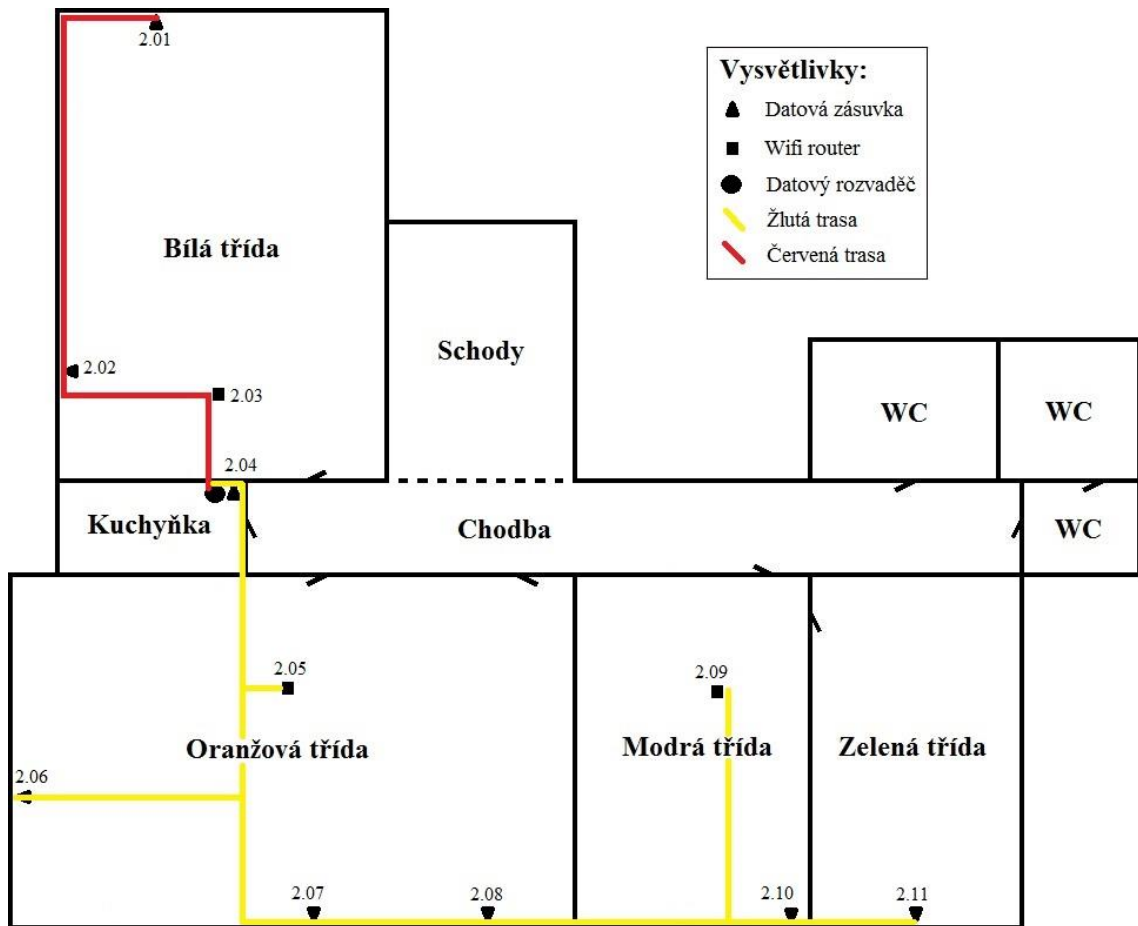 2.01
Vysvětlivky:
Datová zásuvka
Wifi router
Datový rozvaděč
Žlutá trasa
Červená trasa
Bílá třída
Schody
2.02
2.03
WC
WC
2.04
Kuchyňka
Chodba
WC
2.05
2.09
Oranžová třída
Modrá třída
Zelená třída
2.06
2.07
2.08
2.10
2.11